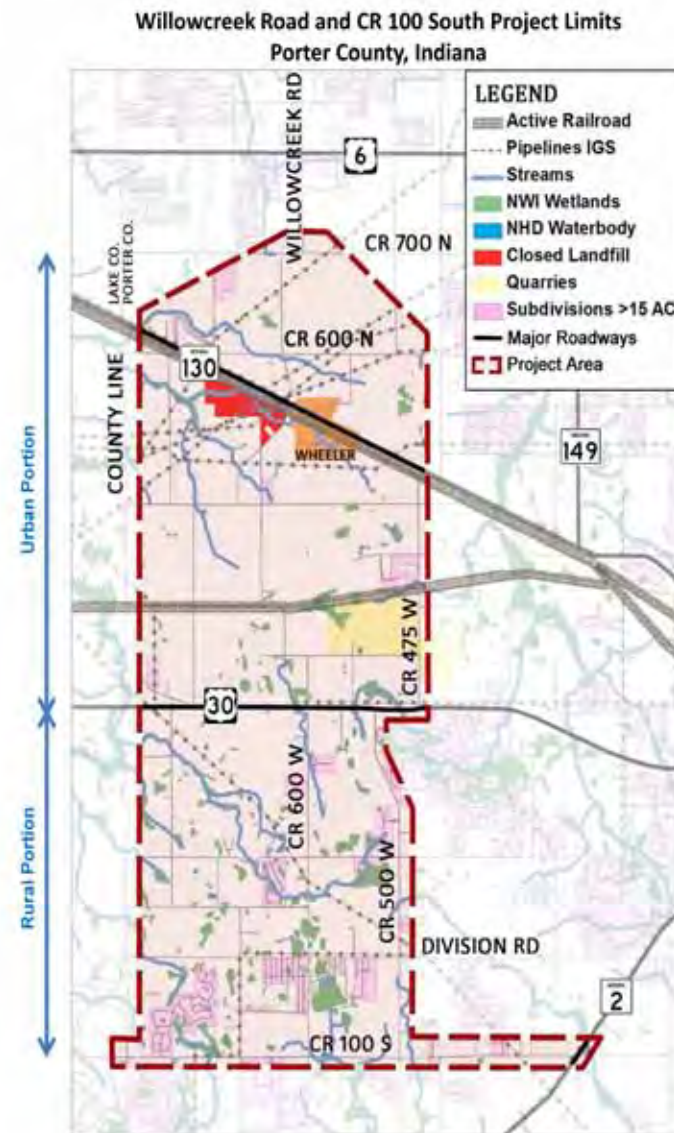 Willowcreek Road and CR 100 South Project Limits
Porter County, Indiana
LEGEND
Active Railroad
Pipelines IGS
Streams
NWI Wetlands
NHD Waterbody
Closed Landfill
Quarries
Subdivisions >15 AC
Major Roadways
Project Area
WILLOWCREEK RD
6
CR 700 N
LAKE CO.
PORTER CO.
CR 600 N
130
COUNTY LINE
WHEELER
149
Urban Portion
CR 475 W
30
CR 600 W
Rural Portion
CR 500 W
DIVISION RD
2
CR 100 S